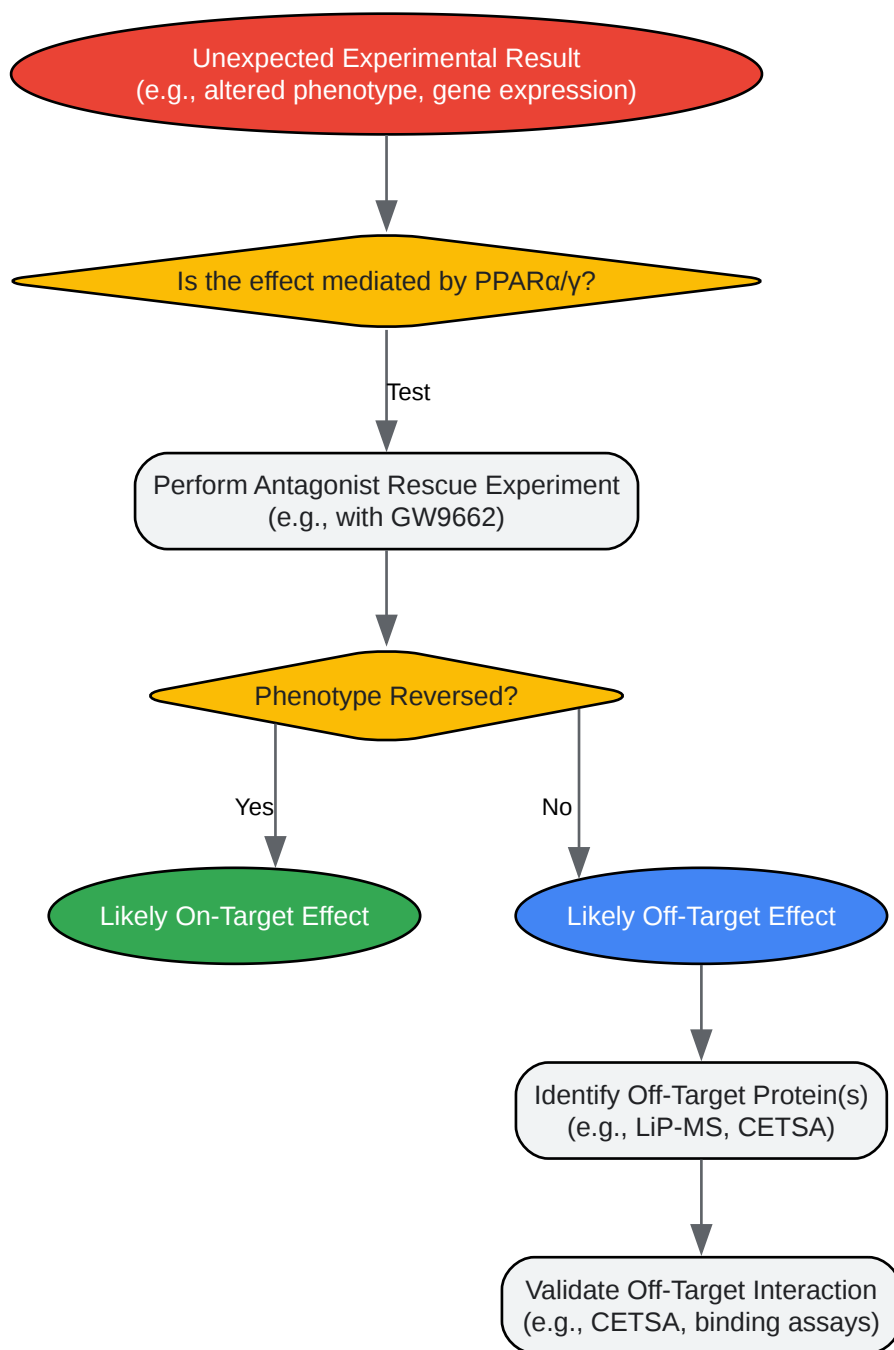 Unexpected Experimental Result
(e.g., altered phenotype, gene expression)
Is the effect mediated by PPARα/γ?
Test
Perform Antagonist Rescue Experiment
(e.g., with GW9662)
Phenotype Reversed?
Yes
No
Likely On-Target Effect
Likely Off-Target Effect
Identify Off-Target Protein(s)
(e.g., LiP-MS, CETSA)
Validate Off-Target Interaction
(e.g., CETSA, binding assays)